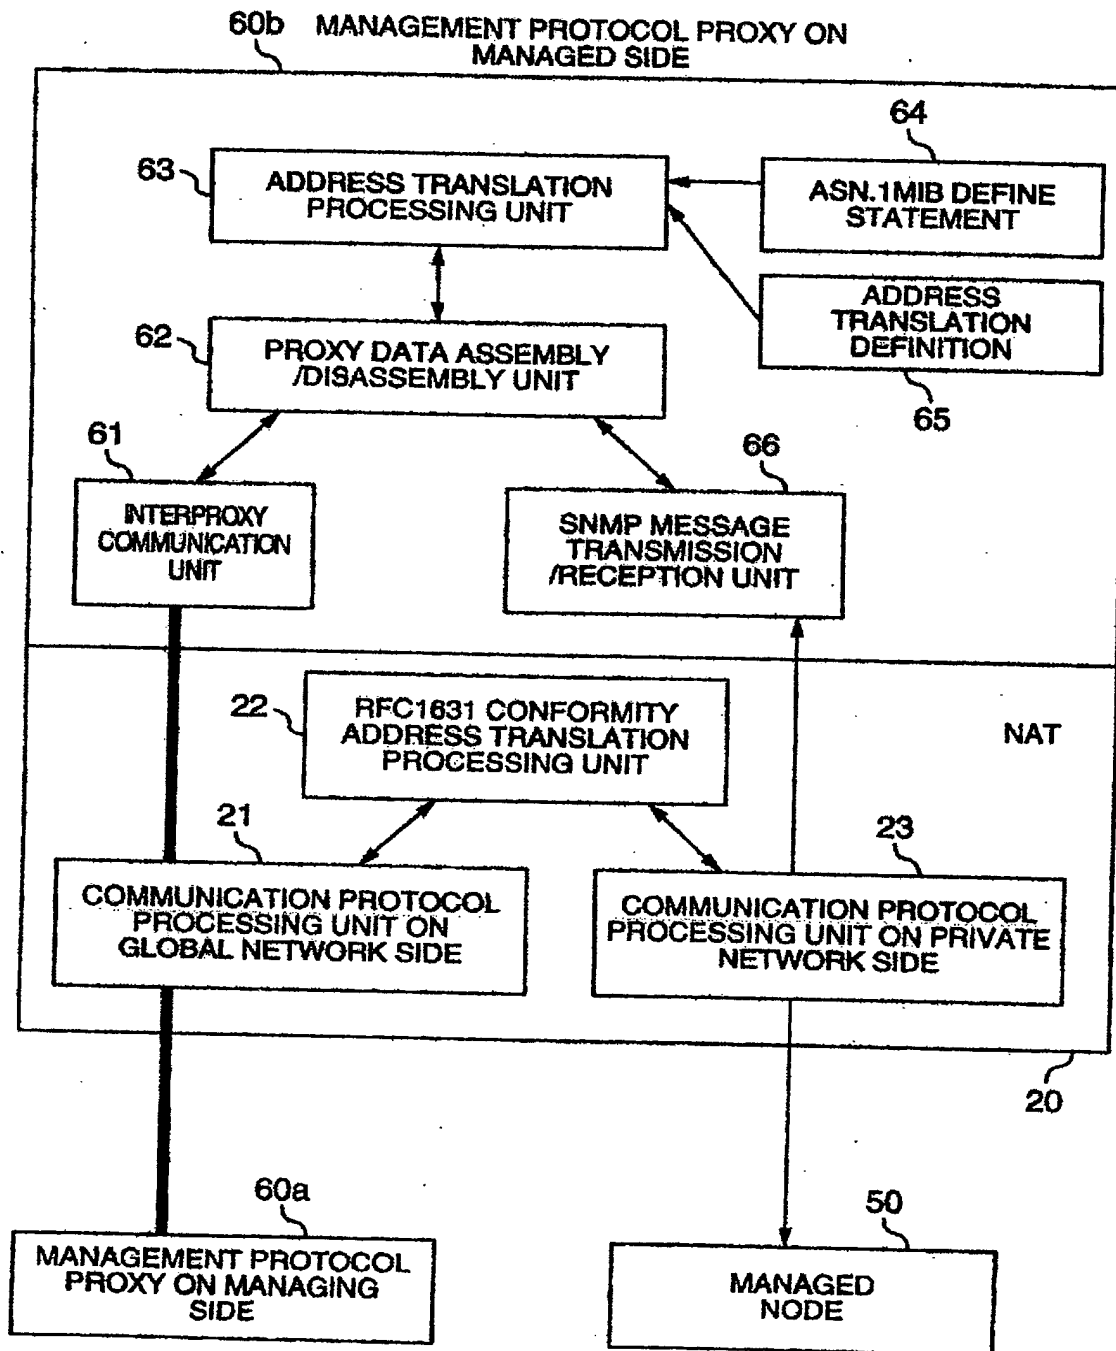 60b MANAGEMENT PROTOCOL PROXY ON
MANAGED SIDE
64
63
ADDRESS TRANSLATION
PROCESSING UNIT
ASN.1MIB DEFINE
STATEMENT
ADDRESS
TRANSLATION
DEFINITION
65
62
PROXY DATA ASSEMBLY
/DISASSEMBLY UNIT
61
INTERPROXY
COMMUNICATION
UNIT
66
SNMP MESSAGE
TRANSMISSION
/RECEPTION UNIT
22
RFC1631 CONFORMITY
ADDRESS TRANSLATION
PROCESSING UNIT
NAT
21
COMMUNICATION PROTOCOL
PROCESSING UNIT ON
GLOBAL NETWORK SIDE
23
COMMUNICATION PROTOCOL
PROCESSING UNIT ON PRIVATE
NETWORK SIDE
20
60a
MANAGEMENT PROTOCOL
PROXY ON MANAGING
SIDE
50
MANAGED
NODE